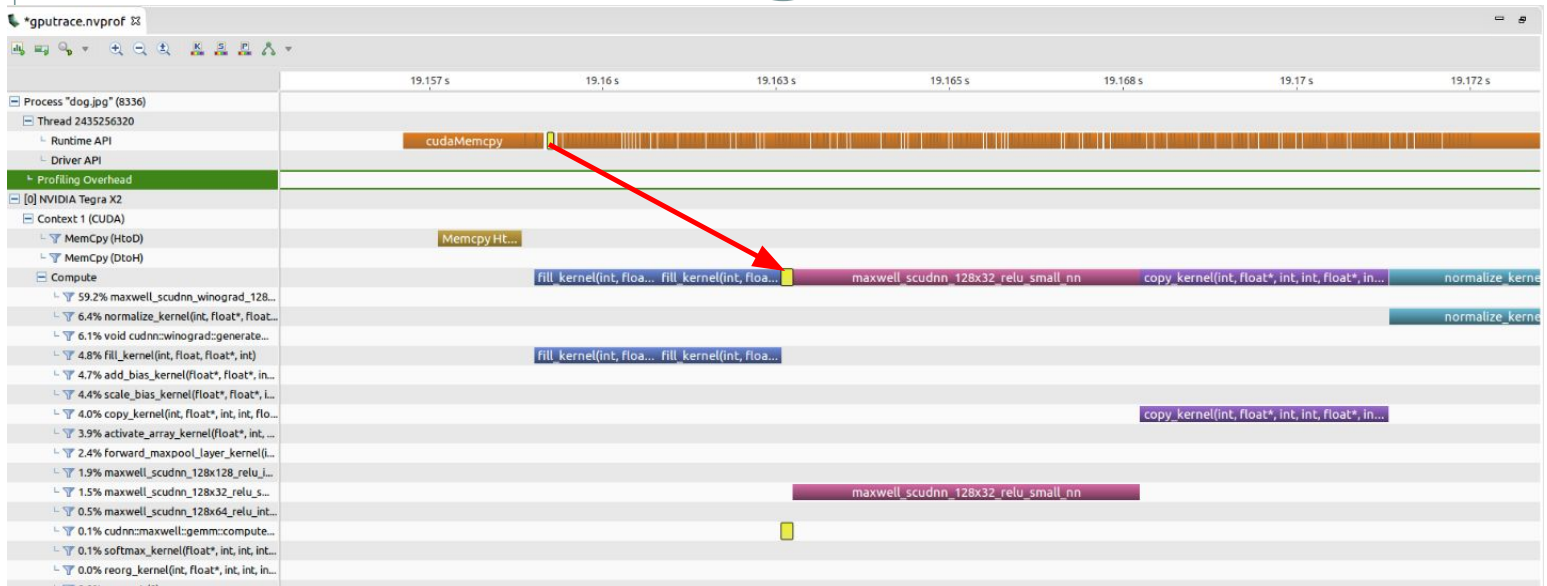 *gputrace.nvprof
19.157 s 19.16 s 19.163 s 19.165 s 19.168 s 19.17 s 19.172 s
Process "dog.jpg" (8336)
Thread 2435256320
Runtime API cudaMemcpy
Driver API
Profiling Overhead
[0] NVIDIA Tegra X2
Context 1 (CUDA)
MemCpy (HtoD) Memcpy Ht...
MemCpy (DtoH)
Compute fill_kernel(int, floa... fill_kernel(int, floa... maxwell_scudnn_128x32_relu_small_nn copy_kernel(int, float*, int, int, float*, in... normalize_kerne
59.2% maxwell_scudnn_winograd_128...
6.4% normalize_kernel(int, float*, float... normalize_kerne
6.1% void cudnn::winograd::generate...
4.8% fill_kernel(int, float, float*, int) fill_kernel(int, floa... fill_kernel(int, floa...
4.7% add_bias_kernel(float*, float*, in...
4.4% scale_bias_kernel(float*, float*, i...
4.0% copy_kernel(int, float*, int, int, flo... copy_kernel(int, float*, int, int, float*, in...
3.9% activate_array_kernel(float*, int, ...
2.4% forward_maxpool_layer_kernel(i...
1.9% maxwell_scudnn_128x128_relu_i...
1.5% maxwell_scudnn_128x32_relu_s... maxwell_scudnn_128x32_relu_small_nn
0.5% maxwell_scudnn_128x64_relu_int...
0.1% cudnn::maxwell::gemm::compute...
0.1% softmax_kernel(float*, int, int, int...
0.0% reorg_kernel(int, float*, int, int, in...